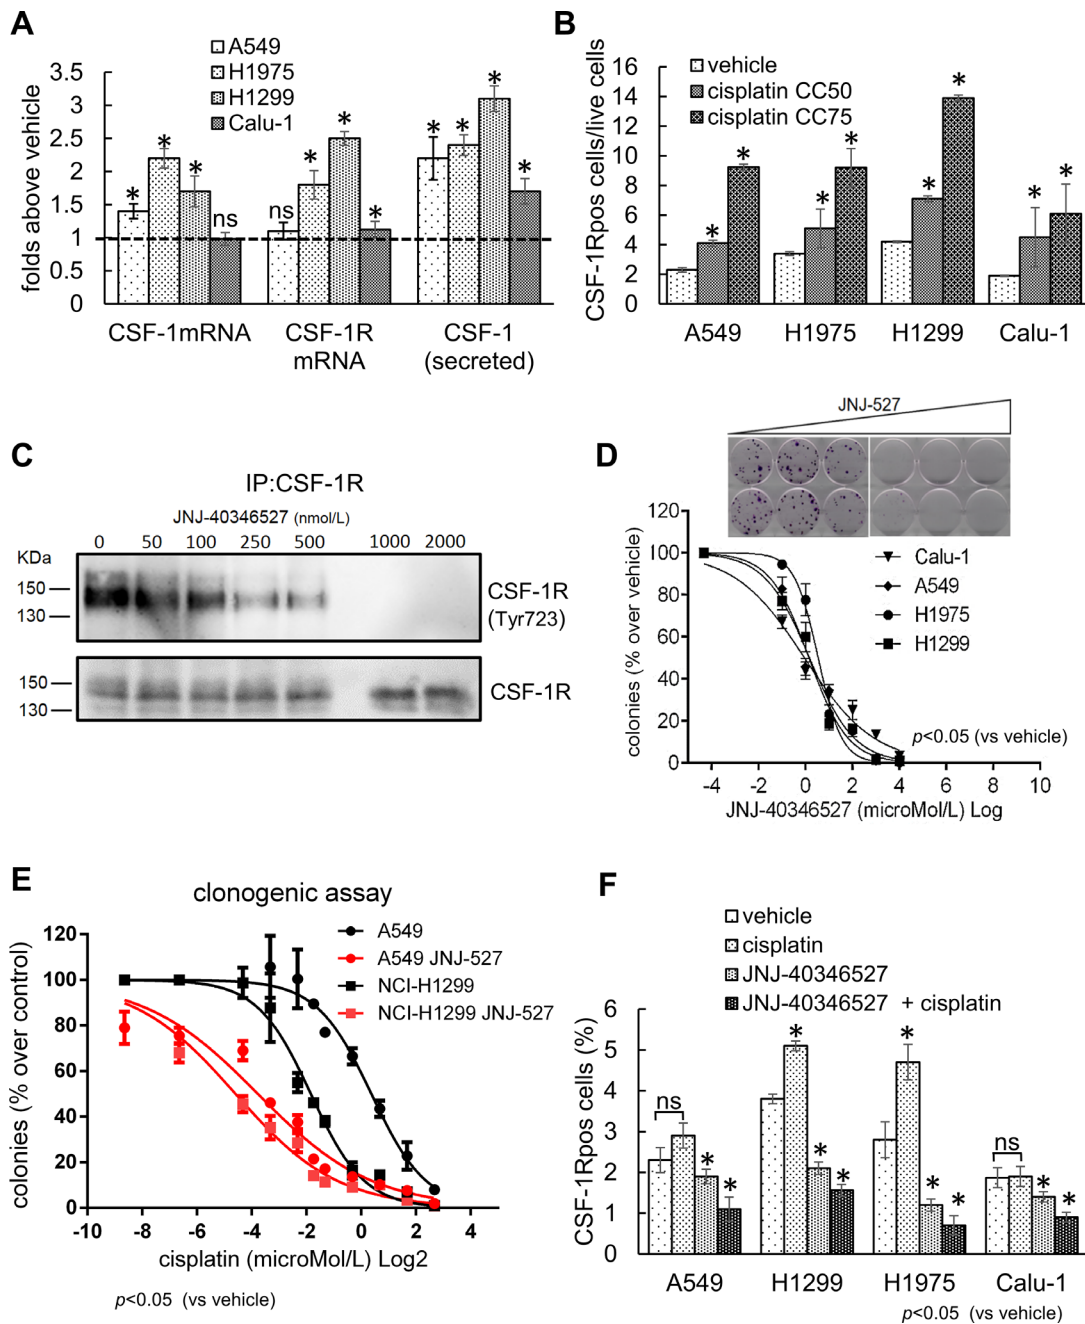 A
A549
H1975
H1299
Calu-1
folds above vehicle
3.5
3
2.5
2
1.5
1
0.5
0
* * * ns
ns * * *
* * * *
CSF-1mRNA
CSF-1R
mRNA
CSF-1
(secreted)
B
vehicle
cisplatin CC50
cisplatin CC75
CSF-1Rpos cells/live cells
16
14
12
10
8
6
4
2
0
* * * * * * * *
A549 H1975 H1299 Calu-1
C
IP:CSF-1R
JNJ-40346527 (nmol/L)
KDa
0 50 100 250 500 1000 2000
150
130
CSF-1R
(Tyr723)
150
130
CSF-1R
D
JNJ-527
colonies (% over vehicle)
100
80
60
40
20
0
Calu-1
A549
H1975
H1299
p<0.05 (vs vehicle)
-4 -2 0 2 4 6 8 10
JNJ-40346527 (microMol/L) Log
E
clonogenic assay
A549
A549 JNJ-527
NCI-H1299
NCI-H1299 JNJ-527
colonies (% over control)
120
100
80
60
40
20
0
-10 -8 -6 -4 -2 0 2 4
cisplatin (microMol/L) Log2
p<0.05 (vs vehicle)
F
vehicle
cisplatin
JNJ-40346527
JNJ-40346527 + cisplatin
CSF-1Rpos cells (%)
6
5
4
3
2
1
0
ns * *
* * *
* * *
ns * *
A549 H1299 H1975 Calu-1
p<0.05 (vs vehicle)